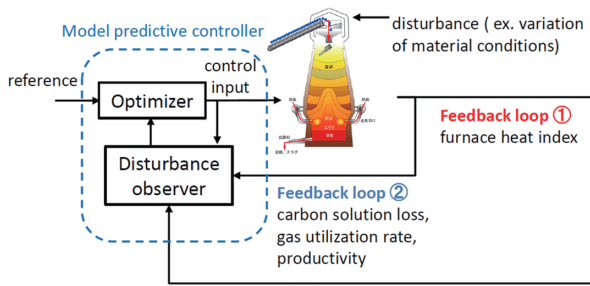 Model predictive controller
disturbance ( ex. variation
of material conditions)
reference
control
input
Optimizer
Feedback loop ①
furnace heat index
Disturbance
observer
Feedback loop ②
carbon solution loss,
gas utilization rate,
productivity